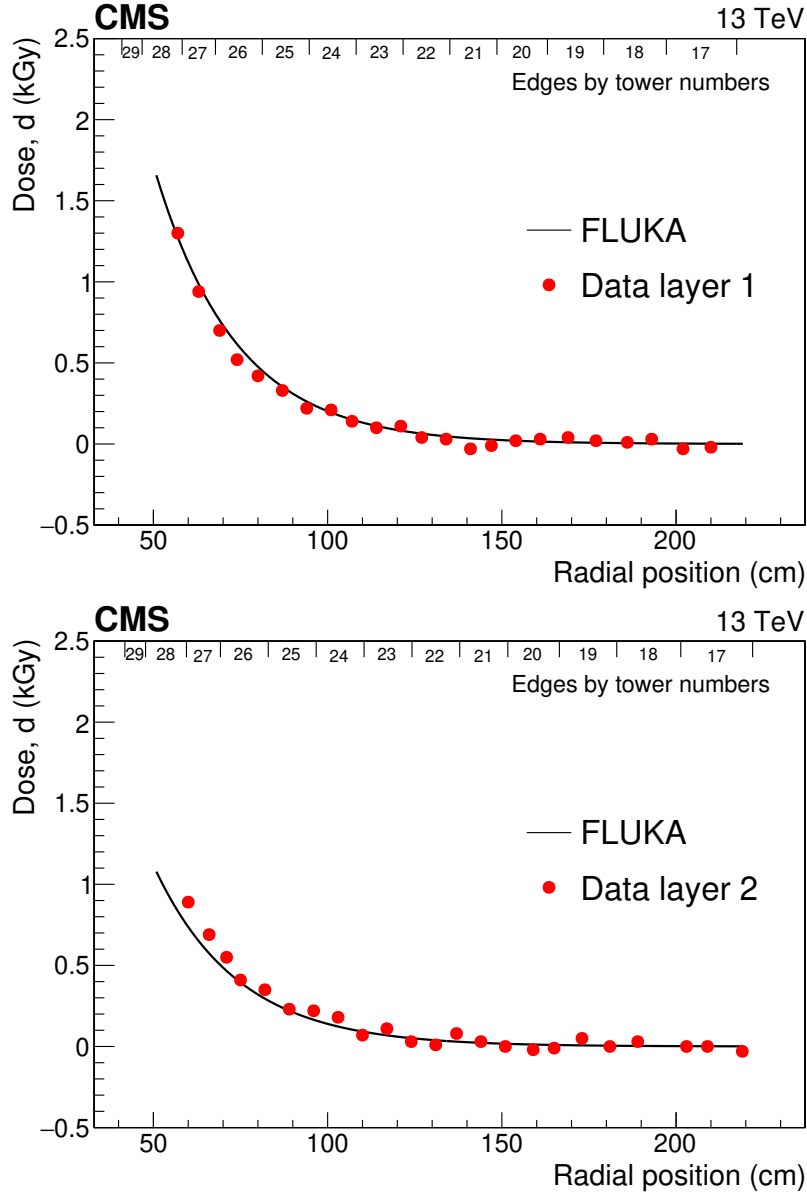 CMS 13 TeV
29 28 27 26 25 24 23 22 21 20 19 18 17
Edges by tower numbers
Dose, d (kGy)
2.5
2
1.5
1
0.5
0
−0.5
FLUKA
Data layer 1
50 100 150 200
Radial position (cm)
CMS 13 TeV
29 28 27 26 25 24 23 22 21 20 19 18 17
Edges by tower numbers
Dose, d (kGy)
2.5
2
1.5
1
0.5
0
−0.5
FLUKA
Data layer 2
50 100 150 200
Radial position (cm)